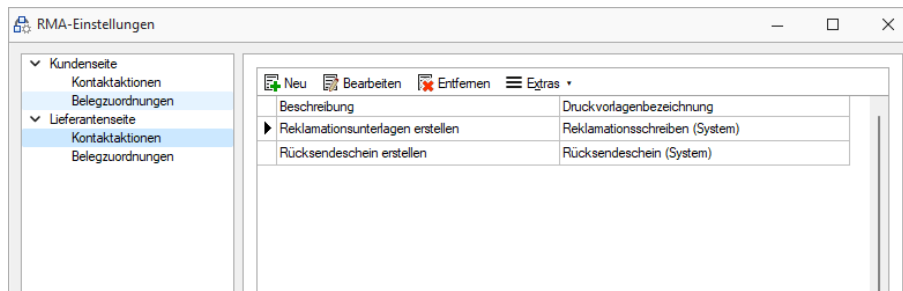 RMA-Einstellungen
Kundenseite
Kontaktaktionen
Belegzuordnungen
Lieferantenseite
Kontaktaktionen
Belegzuordnungen
Neu Bearbeiten Entfernen Extras
Beschreibung Druckvorlagenbezeichnung
Reklamationsunterlagen erstellen Reklamationsschreiben (System)
Rücksendeschein erstellen Rücksendeschein (System)